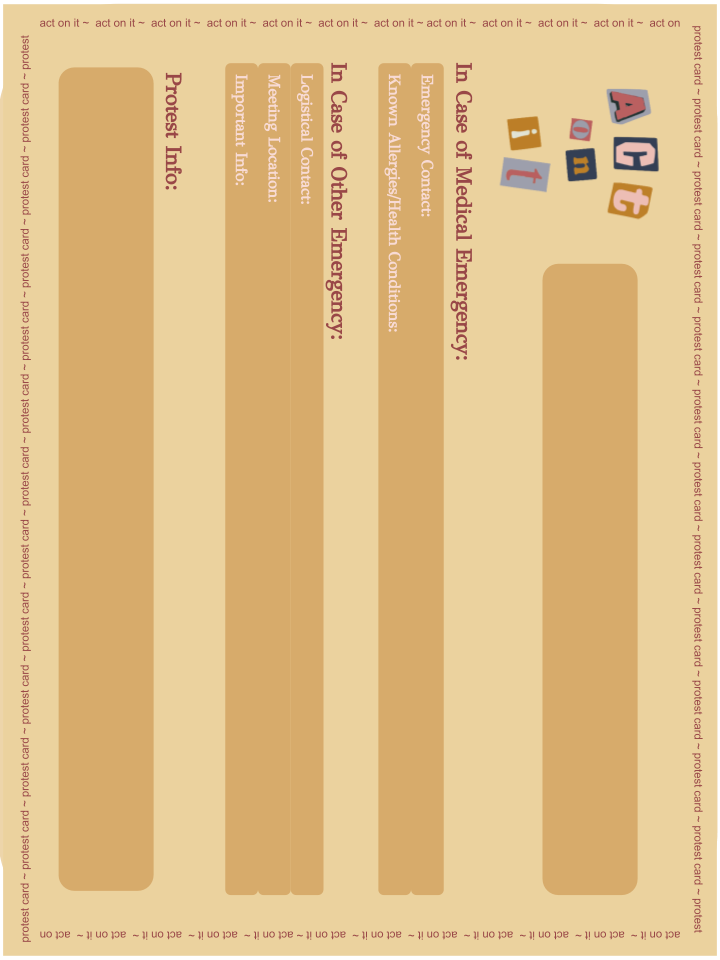 protest card ~ protest card ~ protest card ~ protest card ~ protest card ~ protest card ~ protest card ~ protest card ~ protest card ~ protest card ~ protest card ~ protest card ~ protest
Act
on
it
In Case of Medical Emergency:
Emergency Contact:
Known Allergies/Health Conditions:
In Case of Other Emergency:
Logistical Contact:
Meeting Location:
Important Info:
Protest Info:
act on it ~ act on it ~ act on it ~ act on it ~ act on it ~ act on it ~ act on it ~ act on it ~ act on it ~ act on it ~ act on it ~ act on
act on it ~ act on it ~ act on it ~ act on it ~ act on it ~ act on it ~ act on it ~ act on it ~ act on it ~ act on it ~ act on it ~ act on
protest card ~ protest card ~ protest card ~ protest card ~ protest card ~ protest card ~ protest card ~ protest card ~ protest card ~ protest card ~ protest card ~ protest card ~ protest